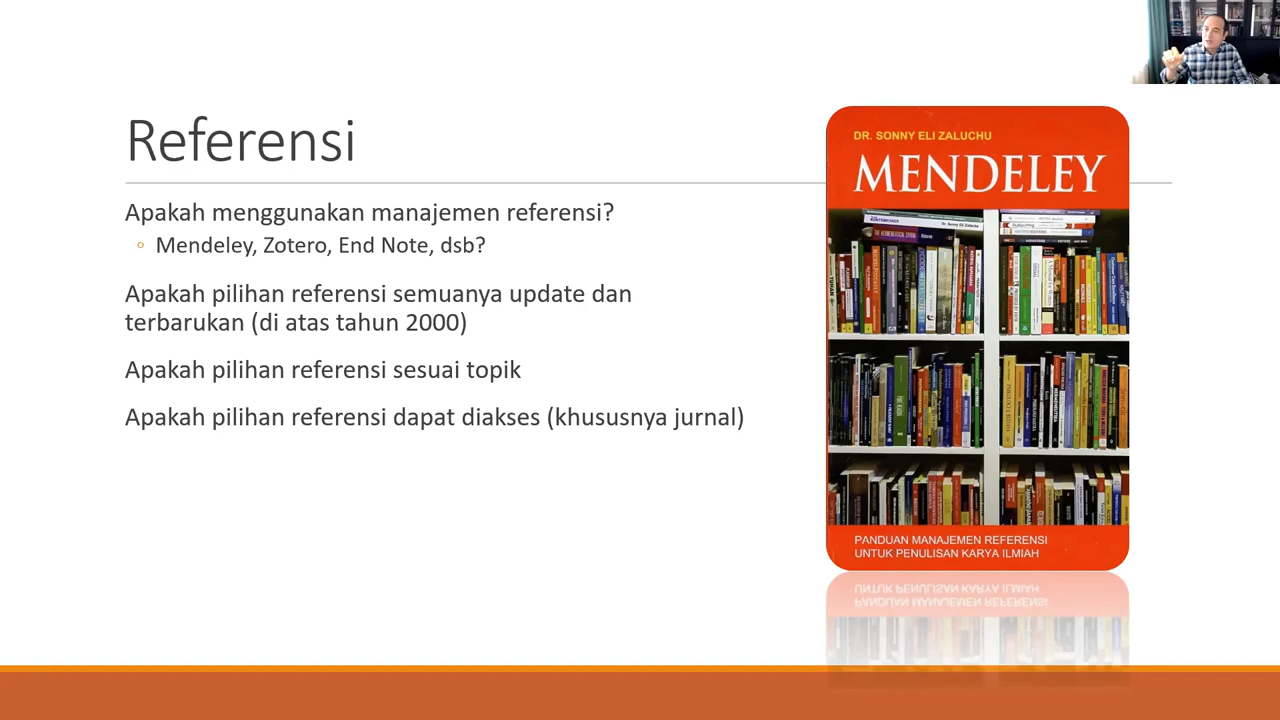 Referensi
Apakah menggunakan manajemen referensi?
Mendeley, Zotero, End Note, dsb?
Apakah pilihan referensi semuanya update dan
terbarukan (di atas tahun 2000)
Apakah pilihan referensi sesuai topik
Apakah pilihan referensi dapat diakses (khususnya jurnal)
DR. SONNY ELI ZALUCHU
MENDELEY
PANDUAN MANAJEMEN REFERENSI
UNTUK PENULISAN KARYA ILMIAH